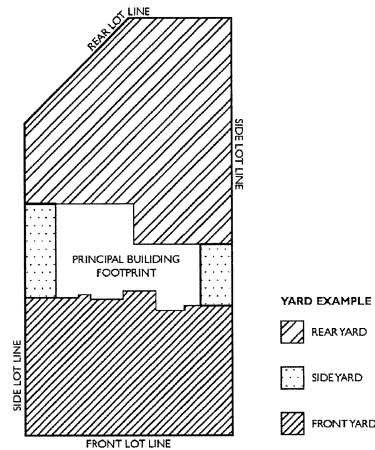 REAR LOT LINE
SIDE LOT LINE
PRINCIPAL BUILDING
FOOTPRINT
SIDE LOT LINE
FRONT LOT LINE
YARD EXAMPLE
REAR YARD
SIDE YARD
FRONT YARD